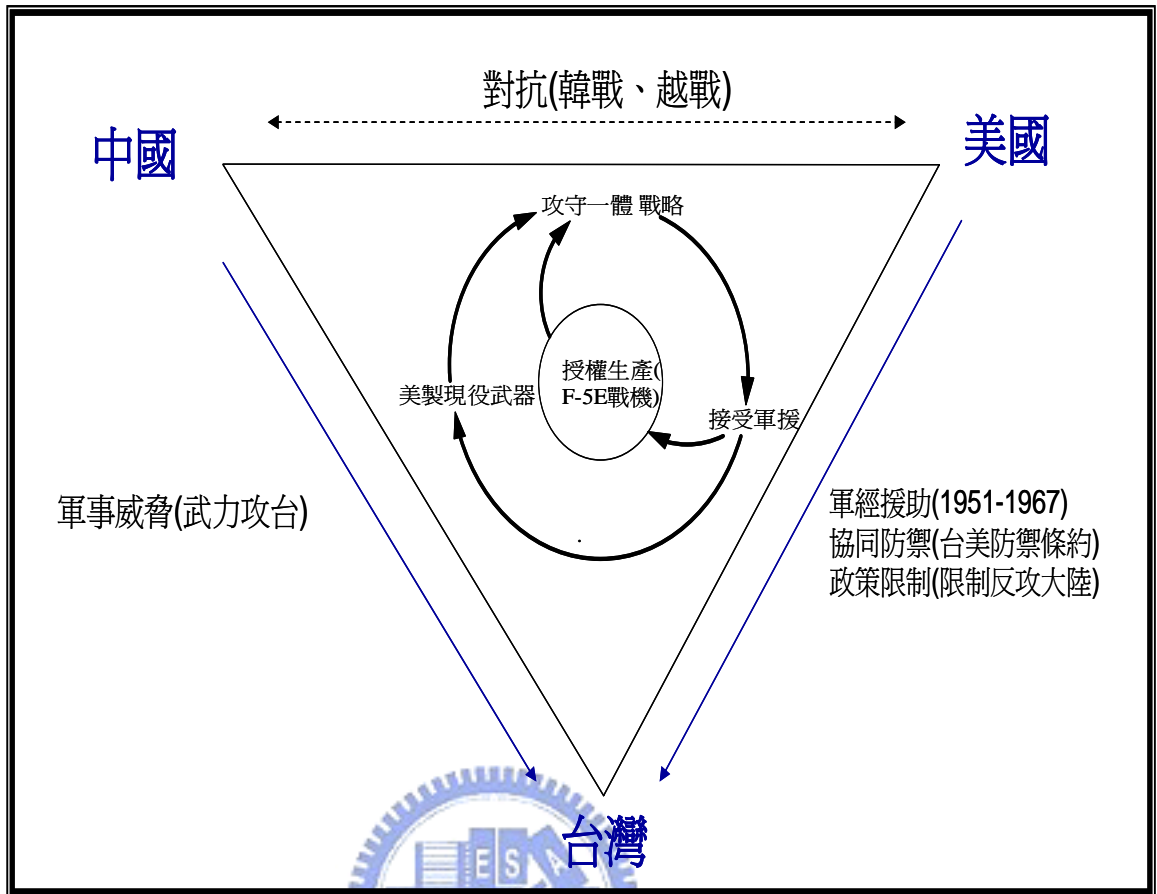 對抗(韓戰、越戰)
中國
美國
攻守一體 戰略
授權生產(
F-5E戰機)
美製現役武器
接受軍援
軍事威脅(武力攻台)
軍經援助(1951-1967)
協同防禦(台美防禦條約)
政策限制(限制反攻大陸)
台灣
E S A